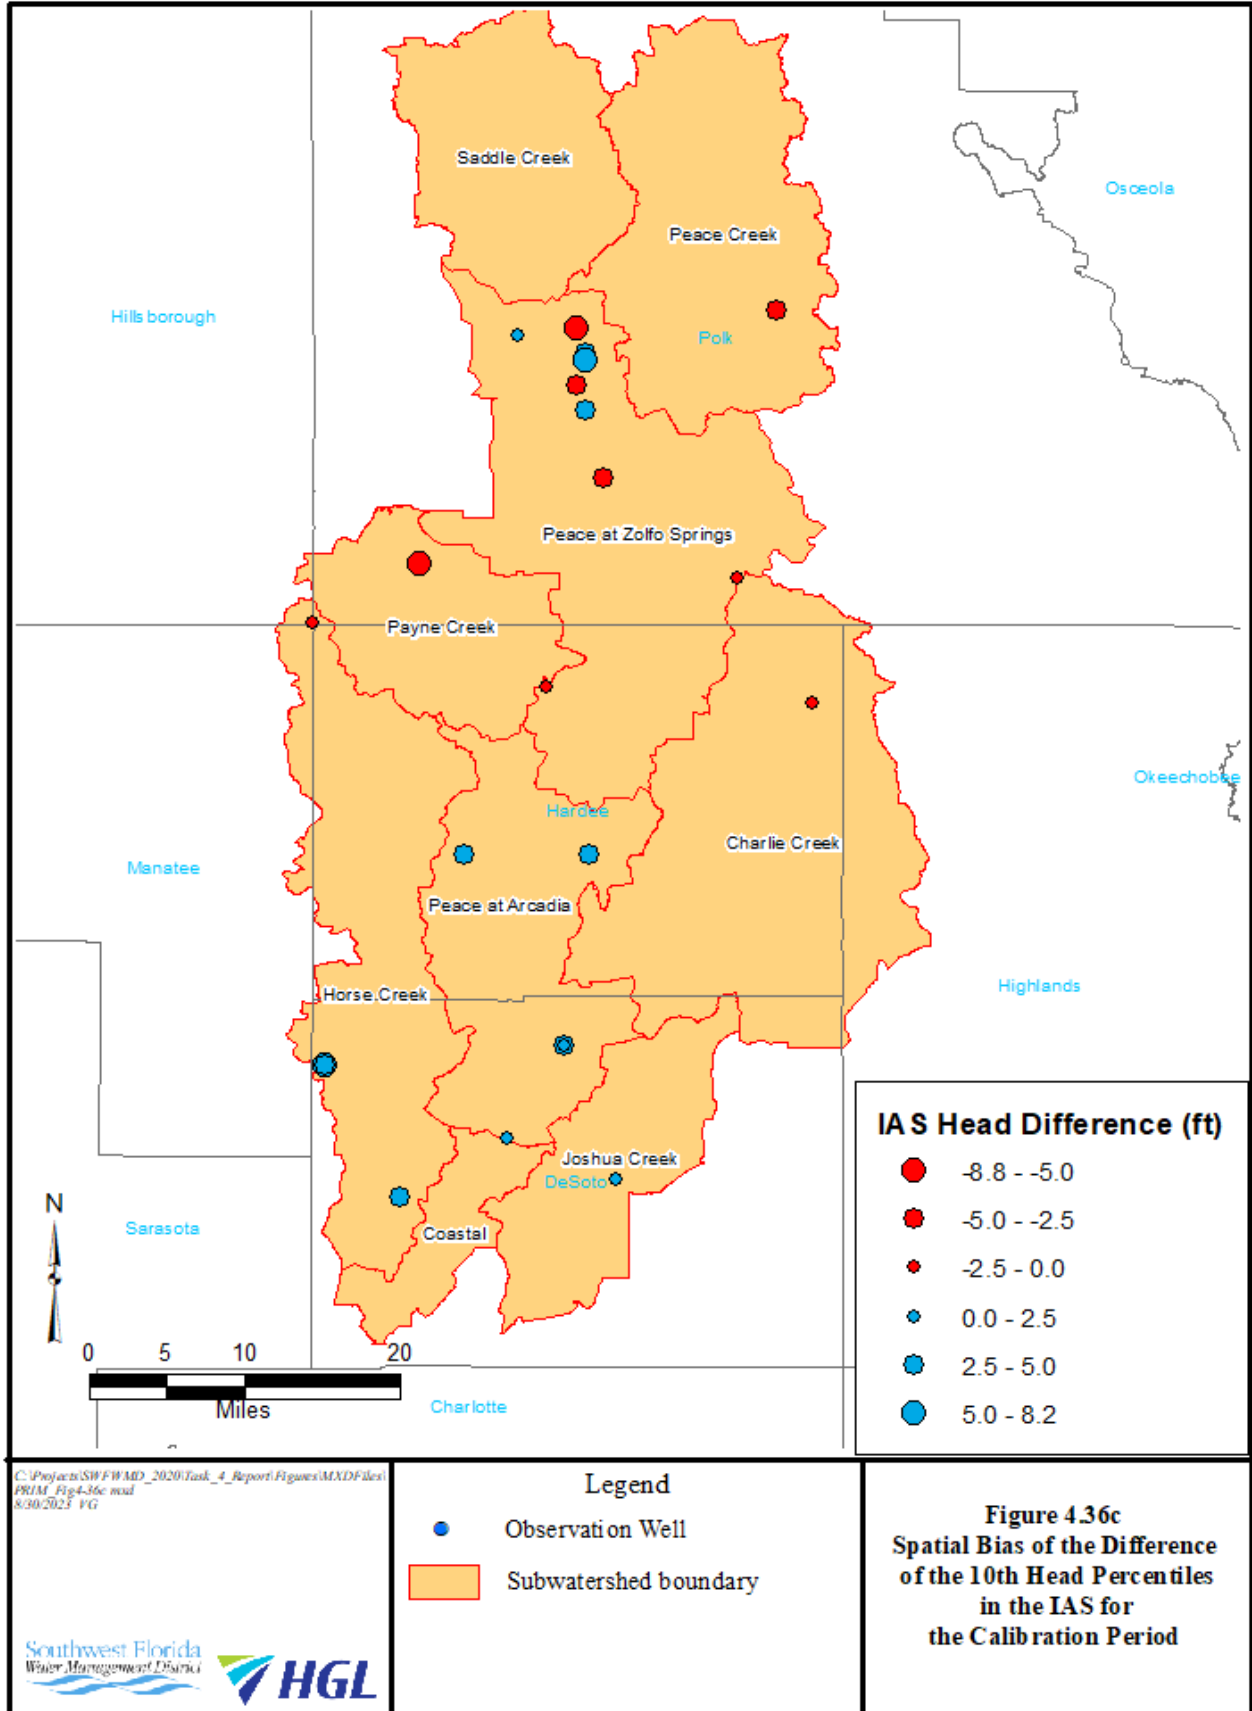 Saddle Creek
Osceola
Peace Creek
Hillsborough
Polk
Peace at Zolfo Springs
Payne Creek
Okeechobee
Hardee
Charlie Creek
Manatee
Peace at Arcadia
Highlands
Horse Creek
Joshua Creek
DeSoto
Sarasota
Coastal
Charlotte
N
0 5 10 20
Miles
IAS Head Difference (ft)
-8.8 - -5.0
-5.0 - -2.5
-2.5 - 0.0
0.0 - 2.5
2.5 - 5.0
5.0 - 8.2
C:\Projects\SWFWMD_2020\Task_4_Report\Figures\MXDFiles\
PRIM_Fig4-36c mxd
8/30/2023 VG
Southwest Florida
Water Management District
HGL
Legend
Observation Well
Subwatershed boundary
Figure 4.36c
Spatial Bias of the Difference
of the 10th Head Percentiles
in the IAS for
the Calibration Period